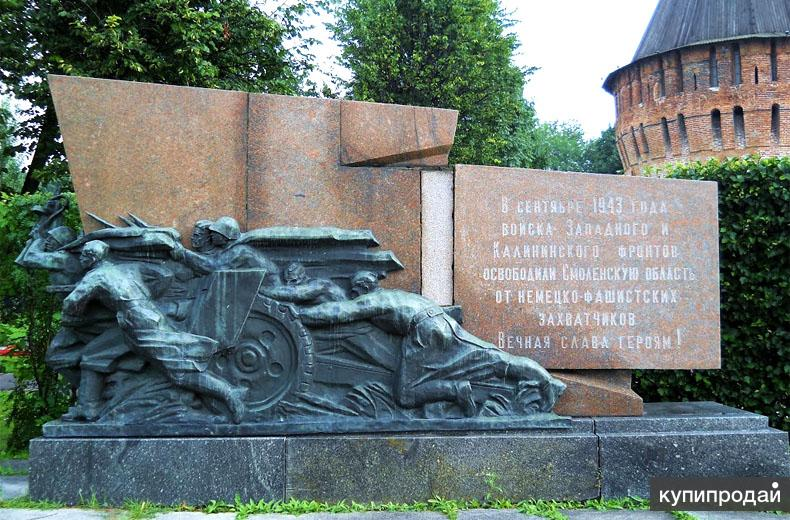 В сентябре 1943 года
войска Западного и
Калининского фронтов
освободили Смоленскую область
от немецко-фашистских
захватчиков
Вечная слава героям!
купипродай